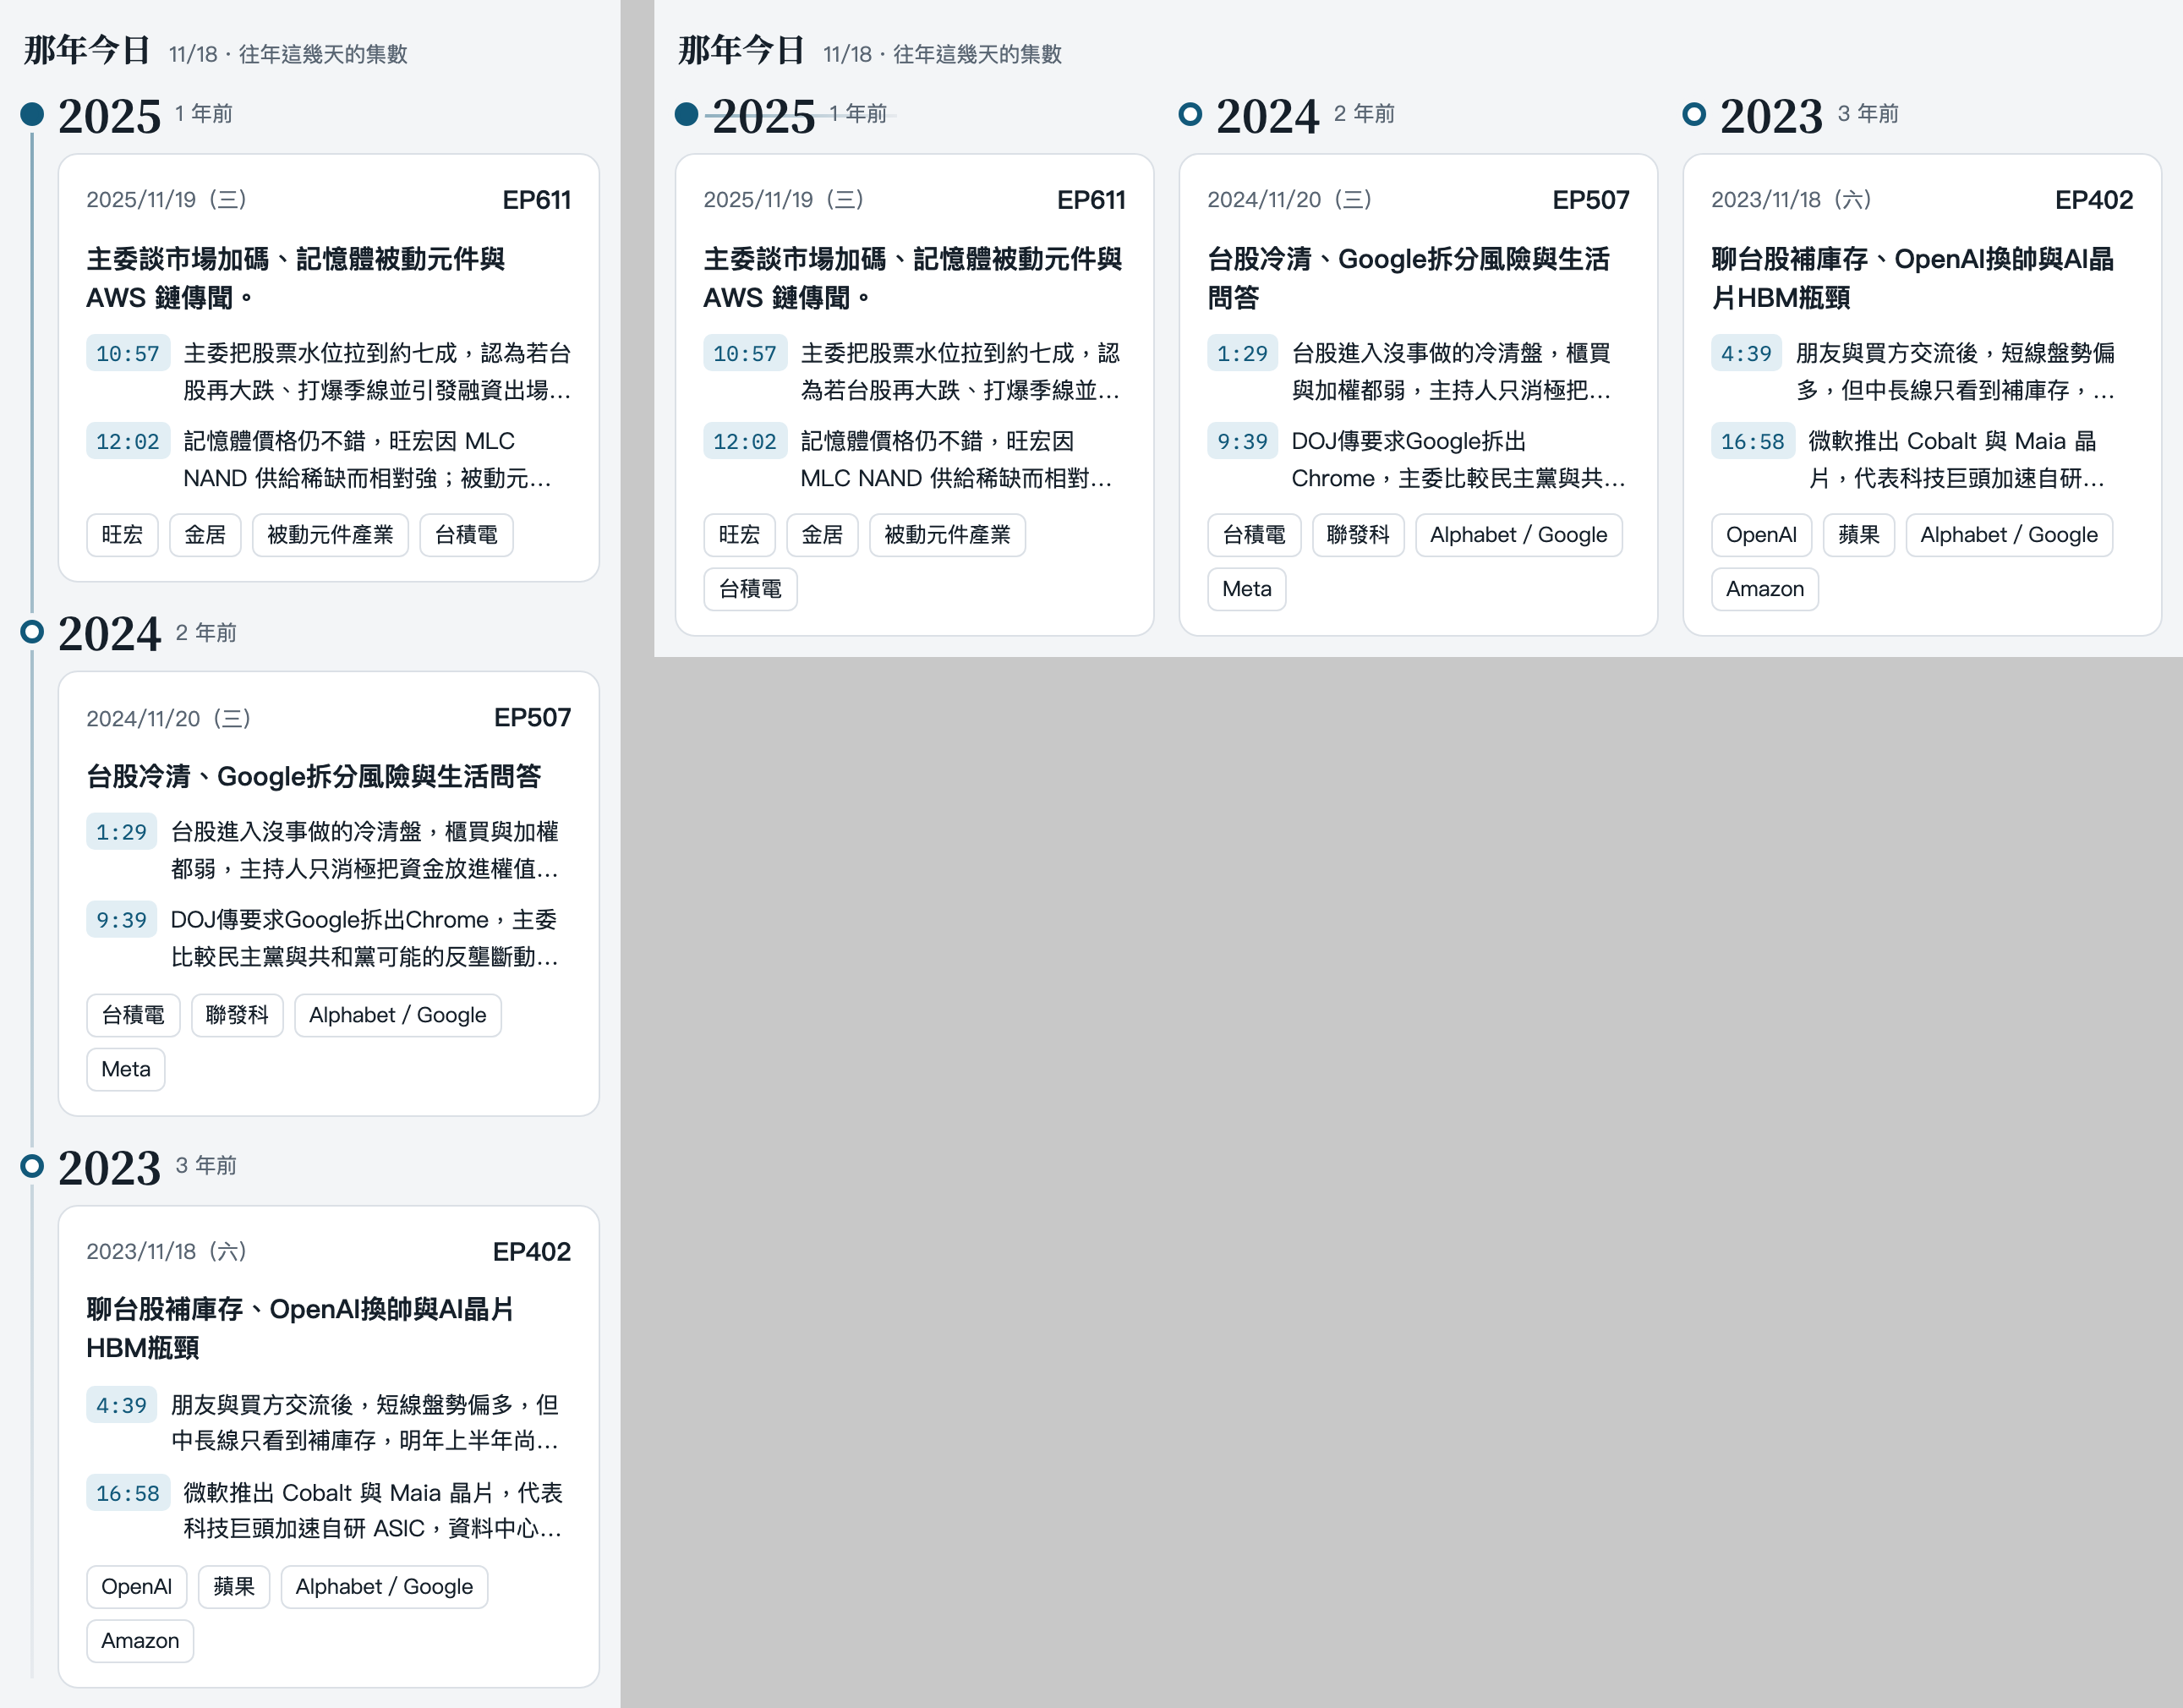 那年今日 11/18・往年這幾天的集數
2025 1 年前
2025/11/19（三） EP611
主委談市場加碼、記憶體被動元件與
AWS 鏈傳聞。
10:57 主委把股票水位拉到約七成，認為若台
股再大跌、打爆季線並引發融資出場…
12:02 記憶體價格仍不錯，旺宏因 MLC
NAND 供給稀缺而相對強；被動元…
旺宏 金居 被動元件產業 台積電
2024 2 年前
2024/11/20（三） EP507
台股冷清、Google拆分風險與生活問答
1:29 台股進入沒事做的冷清盤，櫃買與加權
都弱，主持人只消極把資金放進權值…
9:39 DOJ傳要求Google拆出Chrome，主委
比較民主黨與共和黨可能的反壟斷動…
台積電 聯發科 Alphabet / Google
Meta
2023 3 年前
2023/11/18（六） EP402
聊台股補庫存、OpenAI換帥與AI晶片
HBM瓶頸
4:39 朋友與買方交流後，短線盤勢偏多，但
中長線只看到補庫存，明年上半年尚…
16:58 微軟推出 Cobalt 與 Maia 晶片，代表
科技巨頭加速自研 ASIC，資料中心…
OpenAI 蘋果 Alphabet / Google
Amazon
那年今日 11/18・往年這幾天的集數
2025 1 年前
2025/11/19（三） EP611
主委談市場加碼、記憶體被動元件與
AWS 鏈傳聞。
10:57 主委把股票水位拉到約七成，認
為若台股再大跌、打爆季線並…
12:02 記憶體價格仍不錯，旺宏因
MLC NAND 供給稀缺而相對…
旺宏 金居 被動元件產業
台積電
2024 2 年前
2024/11/20（三） EP507
台股冷清、Google拆分風險與生活
問答
1:29 台股進入沒事做的冷清盤，櫃買
與加權都弱，主持人只消極把…
9:39 DOJ傳要求Google拆出
Chrome，主委比較民主黨與共…
台積電 聯發科 Alphabet / Google
Meta
2023 3 年前
2023/11/18（六） EP402
聊台股補庫存、OpenAI換帥與AI晶
片HBM瓶頸
4:39 朋友與買方交流後，短線盤勢偏
多，但中長線只看到補庫存，…
16:58 微軟推出 Cobalt 與 Maia 晶
片，代表科技巨頭加速自研…
OpenAI 蘋果 Alphabet / Google
Amazon